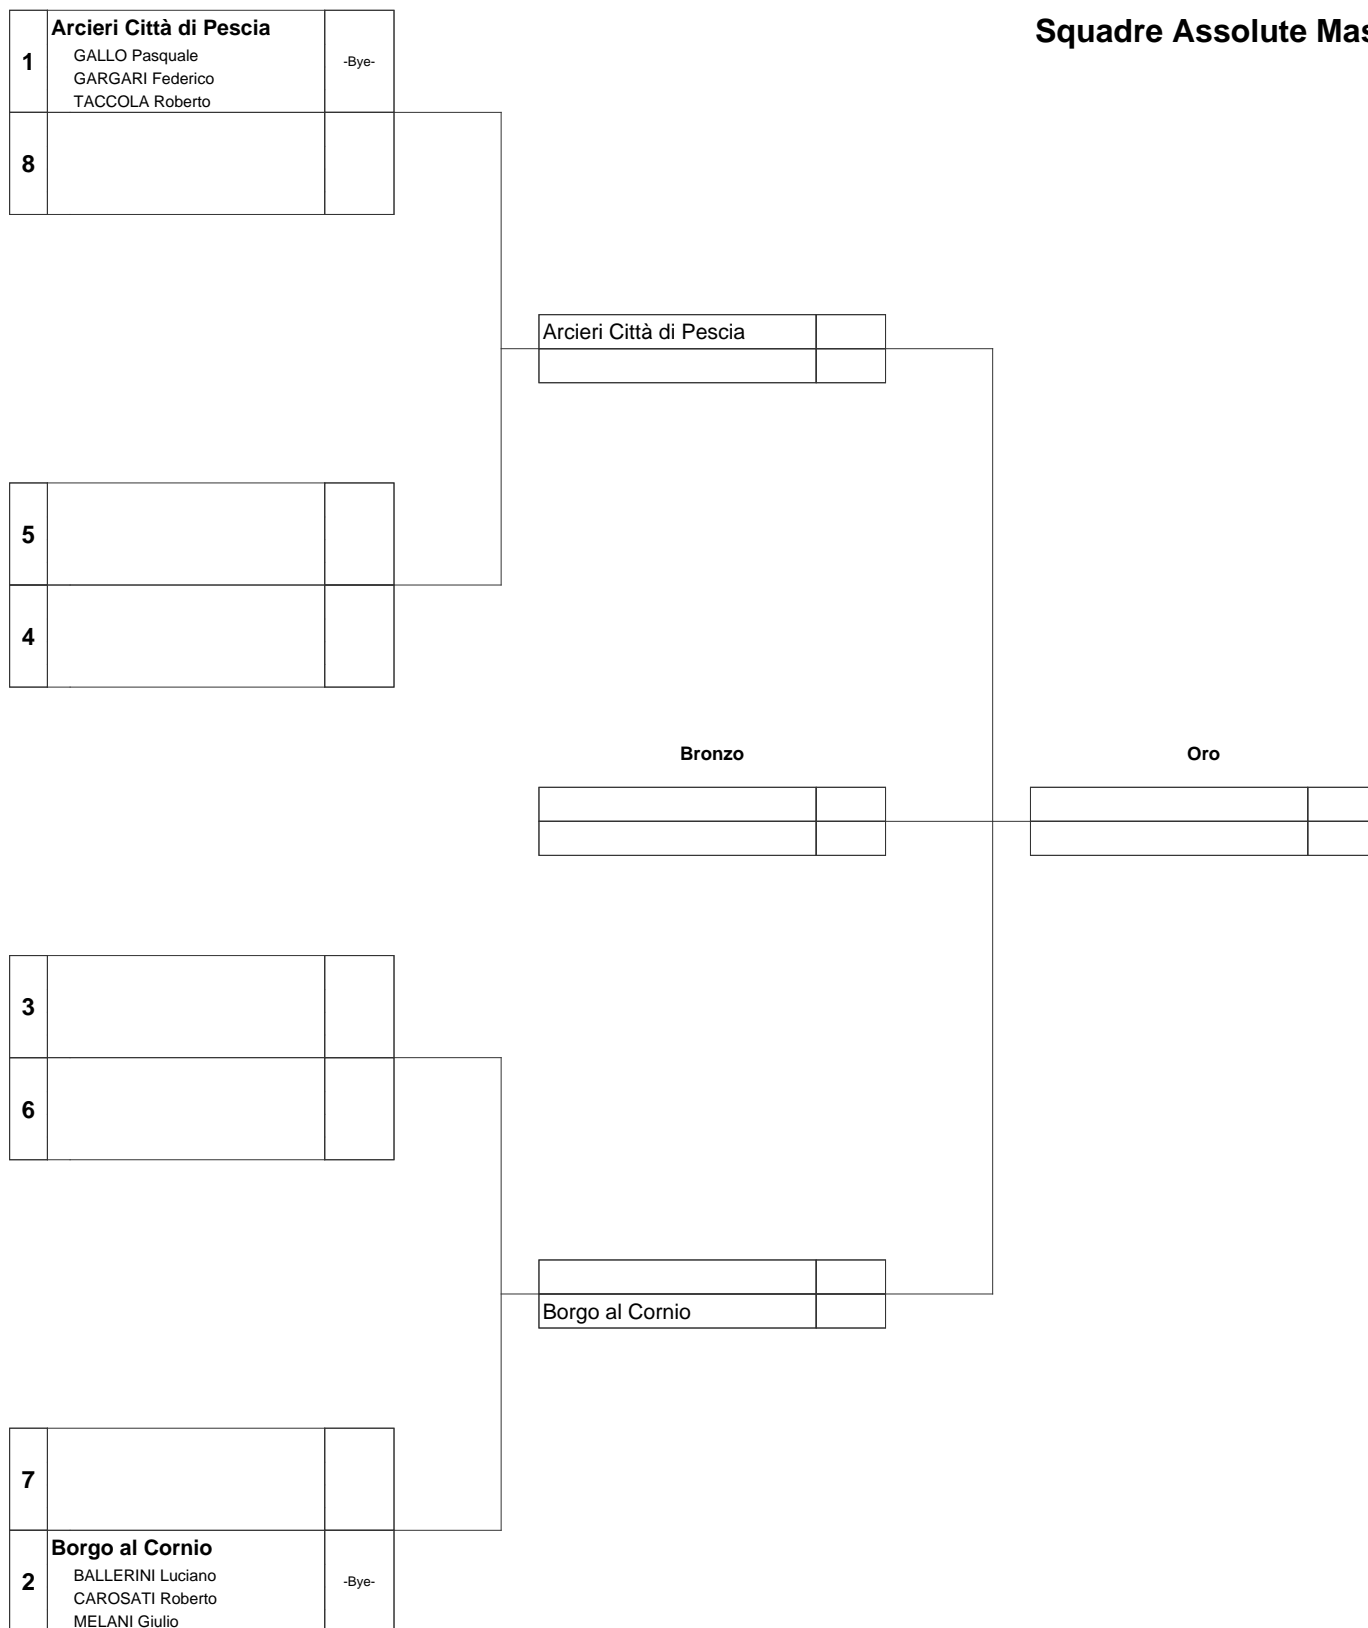 Squadre Assolute Mas
Arcieri Città di Pescia
1
GALLO Pasquale
GARGARI Federico
TACCOLA Roberto
-Bye-
8
Arcieri Città di Pescia
5
4
Bronzo
Oro
3
6
Borgo al Cornio
7
Borgo al Cornio
2
BALLERINI Luciano
CAROSATI Roberto
MELANI Giulio
-Bye-